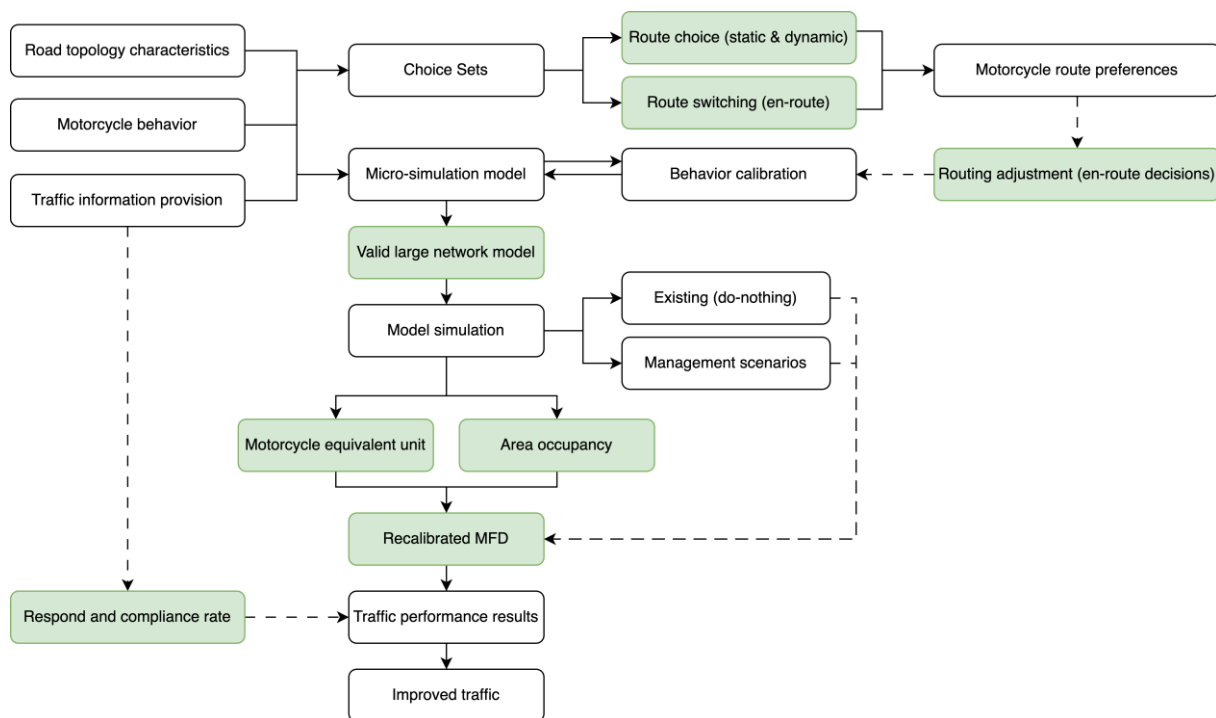 Road topology characteristics
Choice Sets
Route choice (static & dynamic)
Motorcycle route preferences
Motorcycle behavior
Route switching (en-route)
Traffic information provision
Micro-simulation model
Behavior calibration
Routing adjustment (en-route decisions)
Valid large network model
Model simulation
Existing (do-nothing)
Management scenarios
Motorcycle equivalent unit
Area occupancy
Recalibrated MFD
Respond and compliance rate
Traffic performance results
Improved traffic